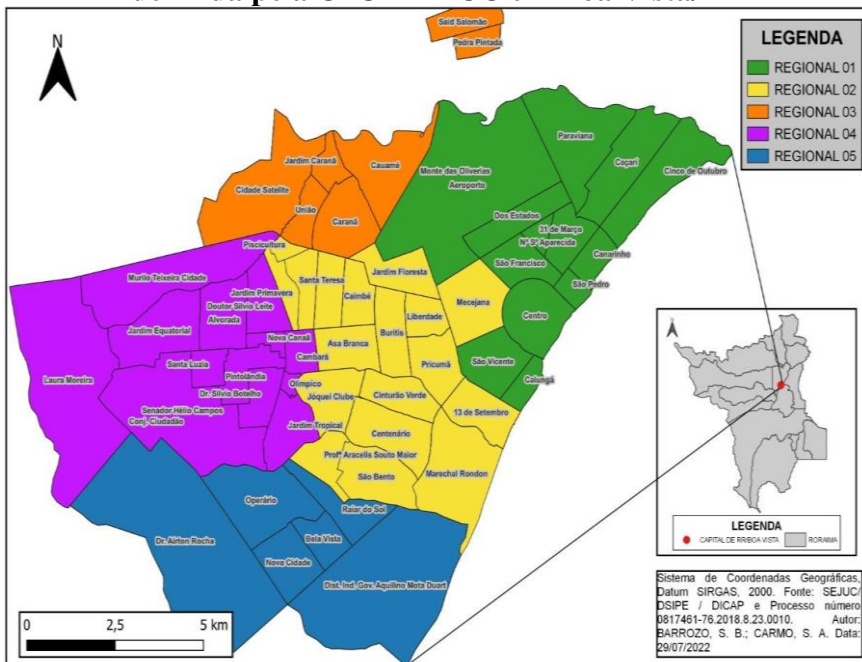 Said Salomão
Pedra Pintada
N
LEGENDA
REGIONAL 01
REGIONAL 02
REGIONAL 03
REGIONAL 04
REGIONAL 05
Paraviana
Caçari
Cinco de Outubro
Jardim Caranã
Cauamé
Monte das Oliverias
Aeroporto
Cidade Satelite
União
Caranã
Dos Estados
31 de Março
Nª Sª Aparecida
Canarinho
São Francisco
São Pedro
Piscicultura
Jardim Floresta
Murilo Teixeira Cidade
Santa Teresa
Caimbé
Mecejana
Jardim Primavera
Doutor Silvio Leite
Alvorada
Liberdade
Centro
Jardim Equatorial
Nova Canaã
Asa Branca
Buritis
Cambará
Pricumã
São Vicente
Santa Luzia
Laura Moreira
Pintolândia
Olimpico
Calungá
Dr. Silvio Botelho
Jóquei Clube
Cinturão Verde
Senador Hélio Campos
Conj. Cluadão
13 de Setembro
Jardim Tropical
Centenário
Profª Aracelis Souto Maior
São Bento
Marechal Rondon
Operário
Raiar do Sol
Dr. Airton Rocha
Bela Vista
Nova Cidade
Dist. Ind. Gov. Aquilino Mota Duart
0 2,5 5 km
LEGENDA
CAPITAL DE RR/BOA VISTA
RORAIMA
Sistema de Coordenadas Geográficas,
Datum SIRGAS, 2000. Fonte: SEJUC/
DSIPE / DICAP e Processo número
0817461-76.2018.8.23.0010. Autor:
BARROZO, S. B.; CARMO, S. A. Data:
29/07/2022